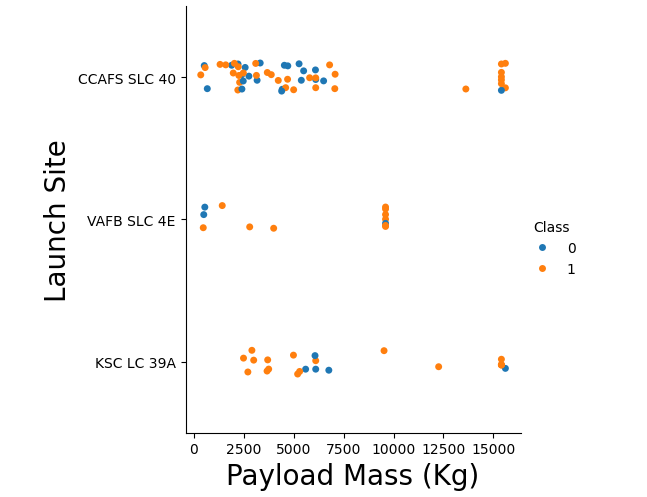 CCAFS SLC 40
VAFB SLC 4E
KSC LC 39A
Launch Site
0
2500
5000
7500
10000
12500
15000
Payload Mass (Kg)
Class
0
1